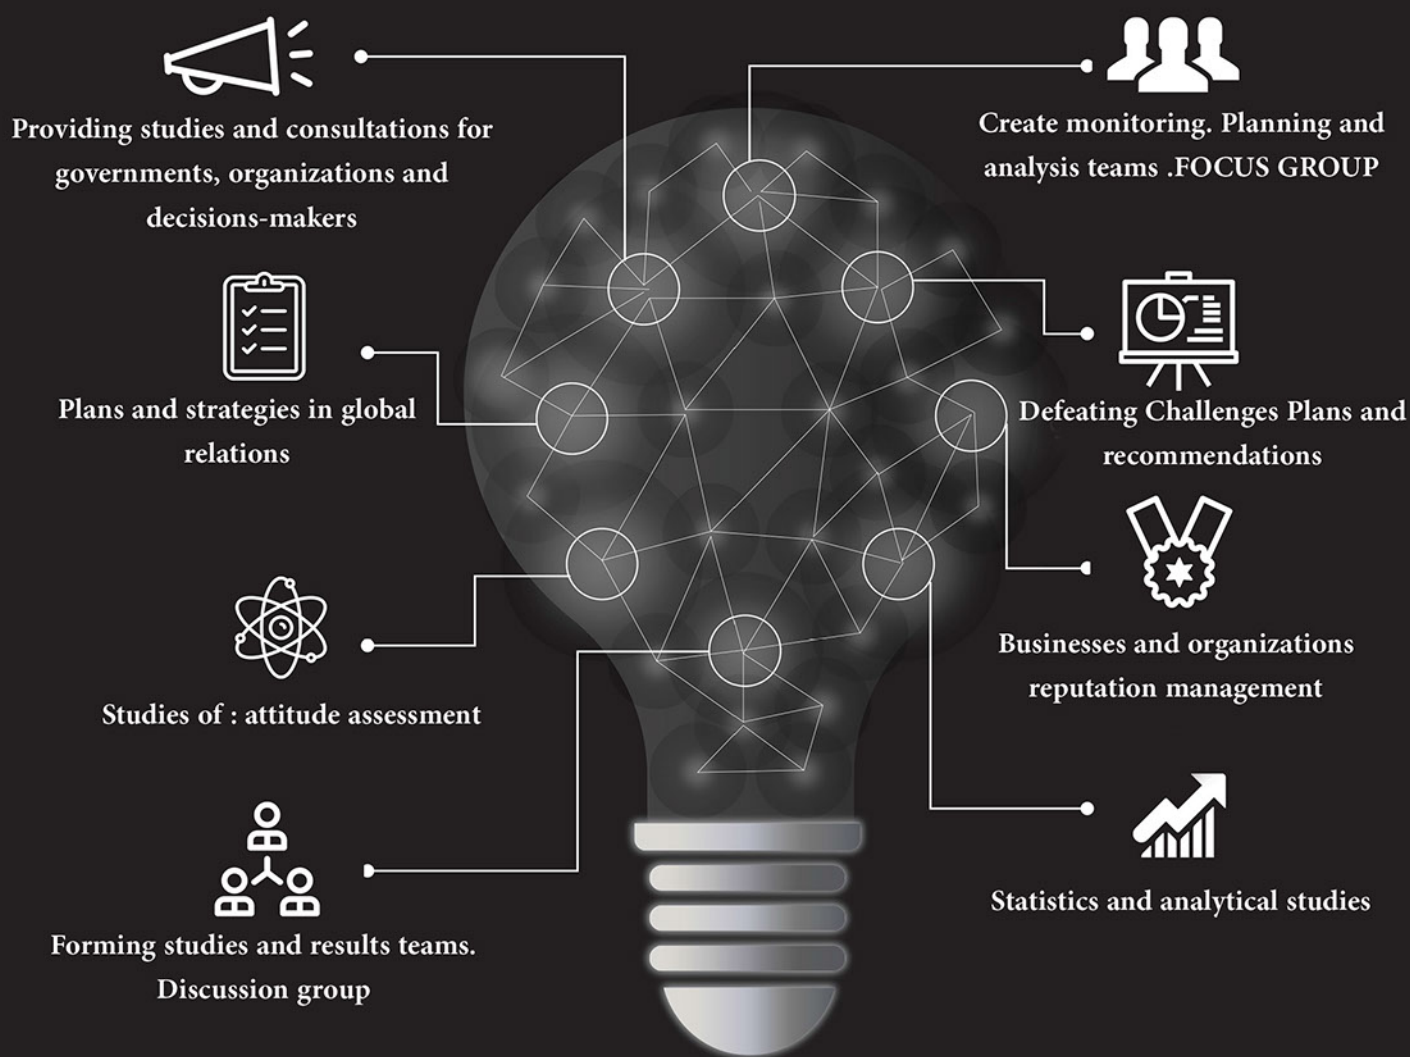 Providing studies and consultations for
governments, organizations and
decisions-makers
Plans and strategies in global
relations
Studies of : attitude assessment
Forming studies and results teams.
Discussion group
Create monitoring. Planning and
analysis teams .FOCUS GROUP
Defeating Challenges Plans and
recommendations
Businesses and organizations
reputation management
Statistics and analytical studies